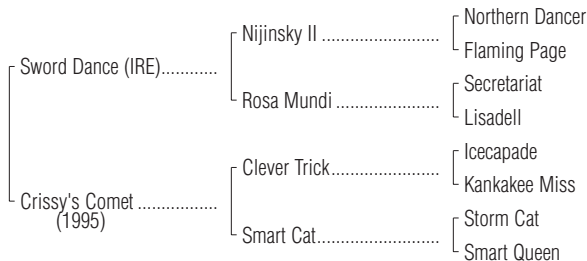 Northern Dancer
Nijinsky II
Flaming Page
Sword Dance (IRE)
Secretariat
Rosa Mundi
Lisadell
Icecapade
Clever Trick
Kankakee Miss
Crissy's Comet
(1995)
Storm Cat
Smart Cat
Smart Queen